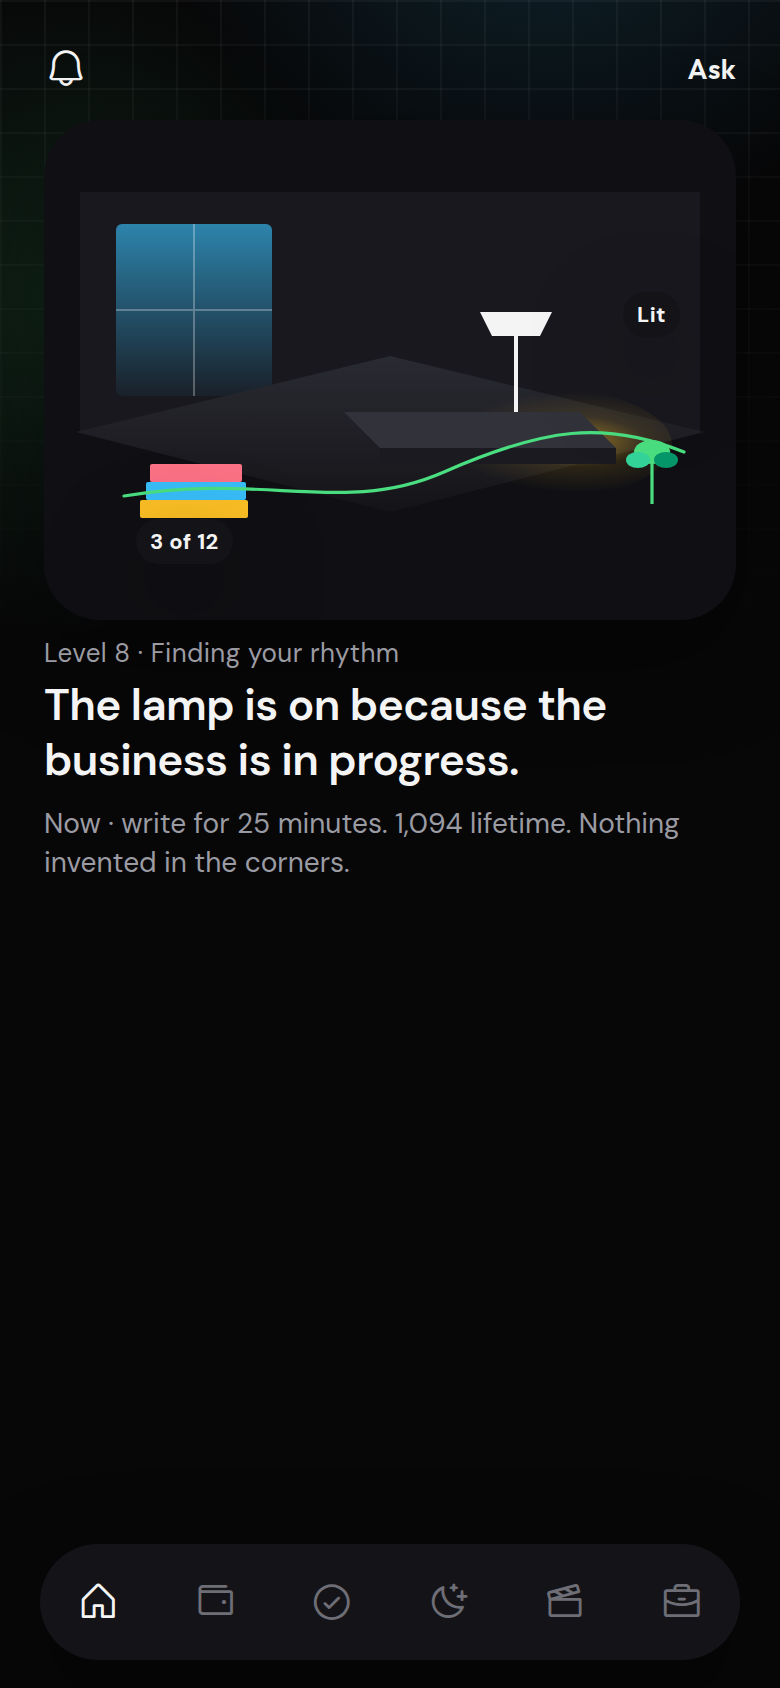 Ask
Lit
3 of 12
Level 8 · Finding your rhythm
The lamp is on because the
business is in progress.
Now · write for 25 minutes. 1,094 lifetime. Nothing
invented in the corners.